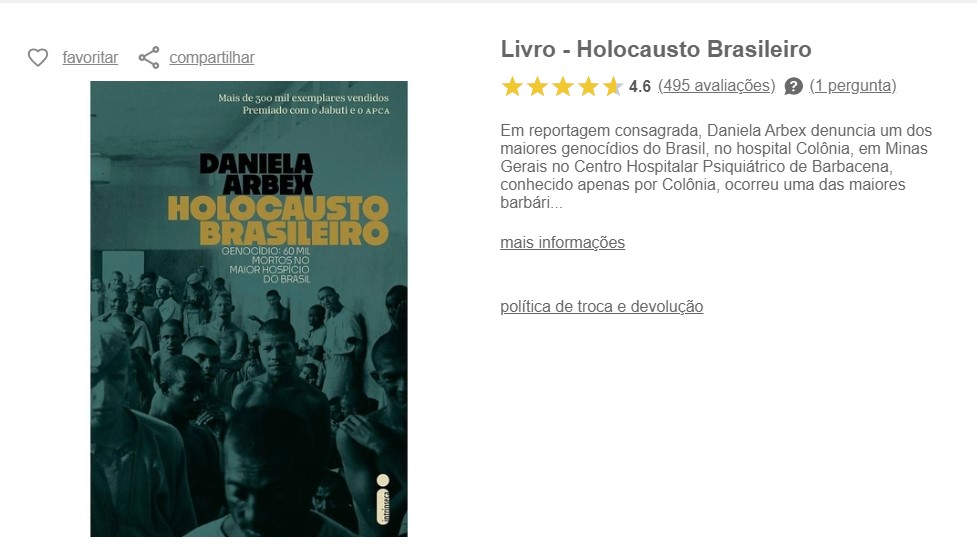 favoritar
compartilhar
Mais de 300 mil exemplares vendidos
Premiado com o Jabuti e o APCA
DANIELA
ARBEX
HOLOCAUSTO
BRASILEIRO
GENOCÍDIO: 60 MIL
MORTOS NO
MAIOR HOSPÍCIO
DO BRASIL
intrínseca
Livro - Holocausto Brasileiro
4.6 (495 avaliações) ? (1 pergunta)
Em reportagem consagrada, Daniela Arbex denuncia um dos
maiores genocídios do Brasil, no hospital Colônia, em Minas
Gerais no Centro Hospitalar Psiquiátrico de Barbacena,
conhecido apenas por Colônia, ocorreu uma das maiores
barbári...
mais informações
política de troca e devolução